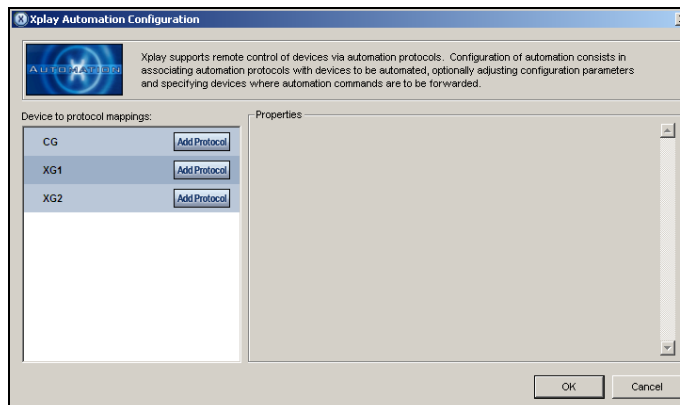 Xplay Automation Configuration
AUTOMATION
Xplay supports remote control of devices via automation protocols. Configuration of automation consists in
associating automation protocols with devices to be automated, optionally adjusting configuration parameters
and specifying devices where automation commands are to be forwarded.
Device to protocol mappings:
Properties
CG Add Protocol
XG1 Add Protocol
XG2 Add Protocol
OK Cancel